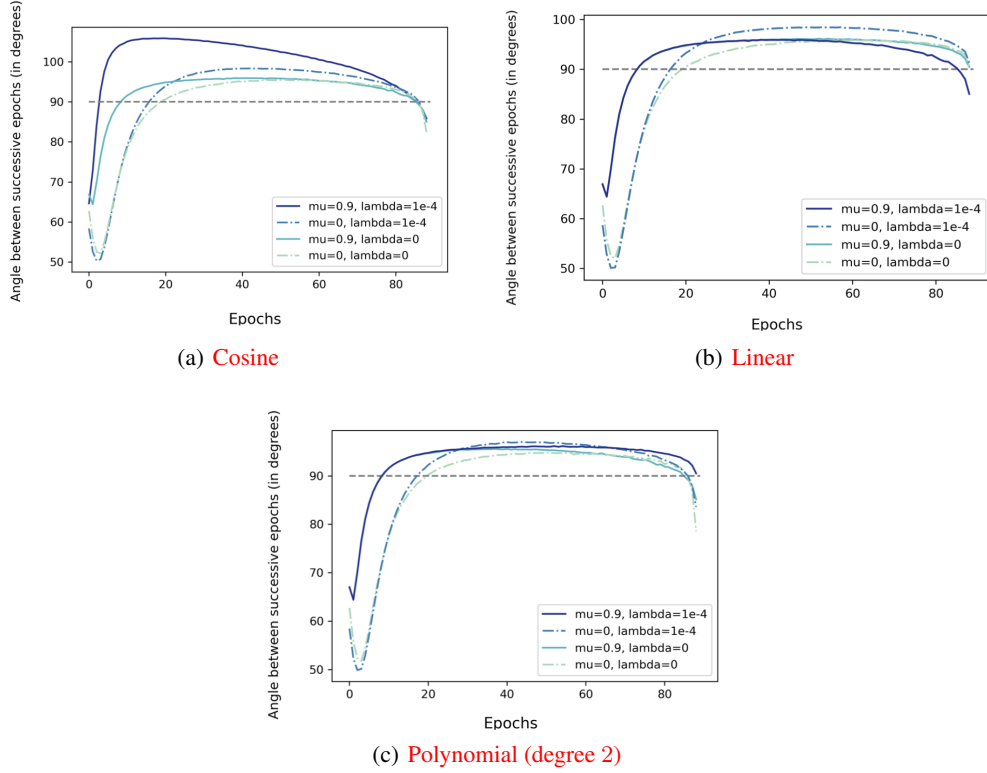 Angle between successive epochs (in degrees)
100
90
80
70
60
50
0
20
40
60
80
mu=0.9, lambda=1e-4
mu=0, lambda=1e-4
mu=0.9, lambda=0
mu=0, lambda=0
Epochs
(a) Cosine
Angle between successive epochs (in degrees)
100
90
80
70
60
50
0
20
40
60
80
mu=0.9, lambda=1e-4
mu=0, lambda=1e-4
mu=0.9, lambda=0
mu=0, lambda=0
Epochs
(b) Linear
Angle between successive epochs (in degrees)
90
80
70
60
50
0
20
40
60
80
mu=0.9, lambda=1e-4
mu=0, lambda=1e-4
mu=0.9, lambda=0
mu=0, lambda=0
Epochs
(c) Polynomial (degree 2)